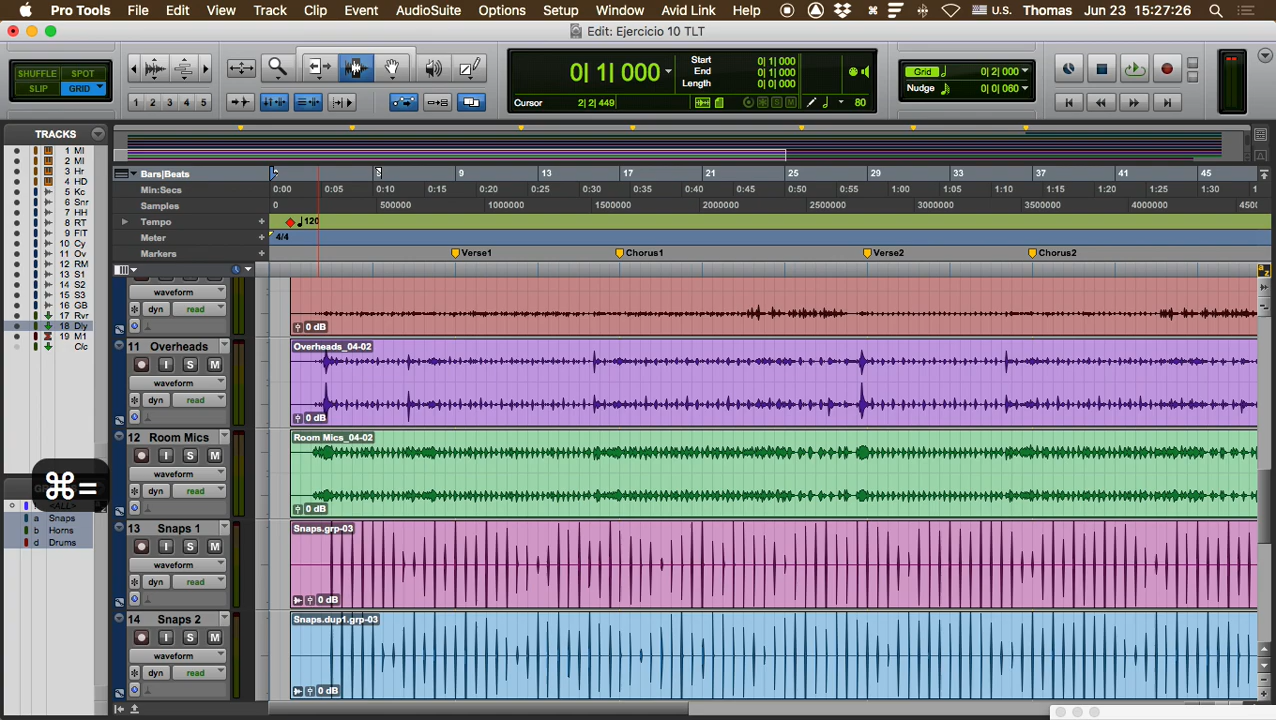 Pro Tools File Edit View Track Clip Event AudioSuite Options Setup Window Avid Link Help U.S. Thomas Jun 23 15:27:26
Edit: Ejercicio 10 TLT
SHUFFLE SPOT
SLIP GRID
1 2 3 4 5
0| 1| 000
Start 0| 1| 000
End 0| 1| 000
Length 0| 0| 000
Cursor 2| 2| 449
80
Grid 0| 2| 000
Nudge 0| 0| 060
TRACKS
1 MI
2 MI
3 Hr
4 HD
5 Kc
6 Snr
7 HH
8 RT
9 FlT
10 Cy
11 Ov
12 RM
13 S1
14 S2
15 S3
16 GB
17 Rvr
18 Dly
19 M1
Clc
<ALL>
a Snaps
b Horns
d Drums
⌘=
Bars|Beats 9 13 17 21 25 29 33 37 41 45
Min:Secs 0:00 0:05 0:10 0:15 0:20 0:25 0:30 0:35 0:40 0:45 0:50 0:55 1:00 1:05 1:10 1:15 1:20 1:25 1:30
Samples 0 500000 1000000 1500000 2000000 2500000 3000000 3500000 4000000 4500
Tempo 120
Meter 4/4
Markers Verse1 Chorus1 Verse2 Chorus2
waveform
dyn read
0 dB
11 Overheads
I S M
waveform
dyn read
Overheads_04-02
0 dB
12 Room Mics
I S M
waveform
dyn read
Room Mics_04-02
0 dB
13 Snaps 1
I S M
waveform
dyn read
Snaps.grp-03
0 dB
14 Snaps 2
I S M
waveform
dyn read
Snaps.dup1.grp-03
0 dB